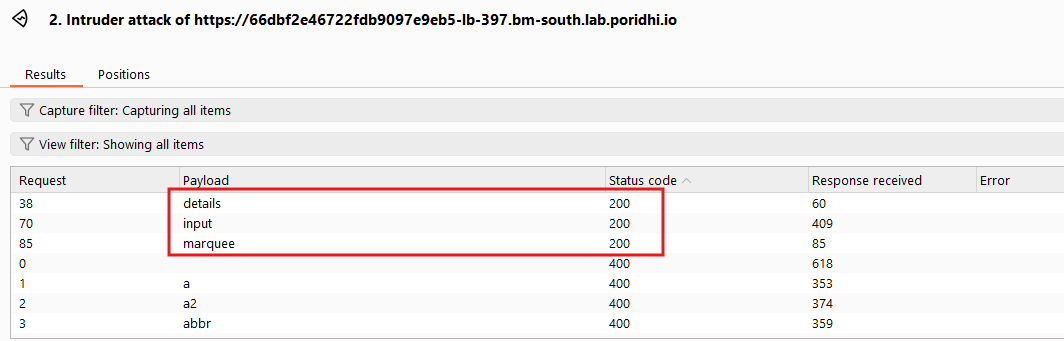 2. Intruder attack of https://66dbf2e46722fdb9097e9eb5-lb-397.bm-south.lab.poridhi.io
Results Positions
Capture filter: Capturing all items
View filter: Showing all items
Request Payload Status code Response received Error
38 details 200 60
70 input 200 409
85 marquee 200 85
0 400 618
1 a 400 353
2 a2 400 374
3 abbr 400 359